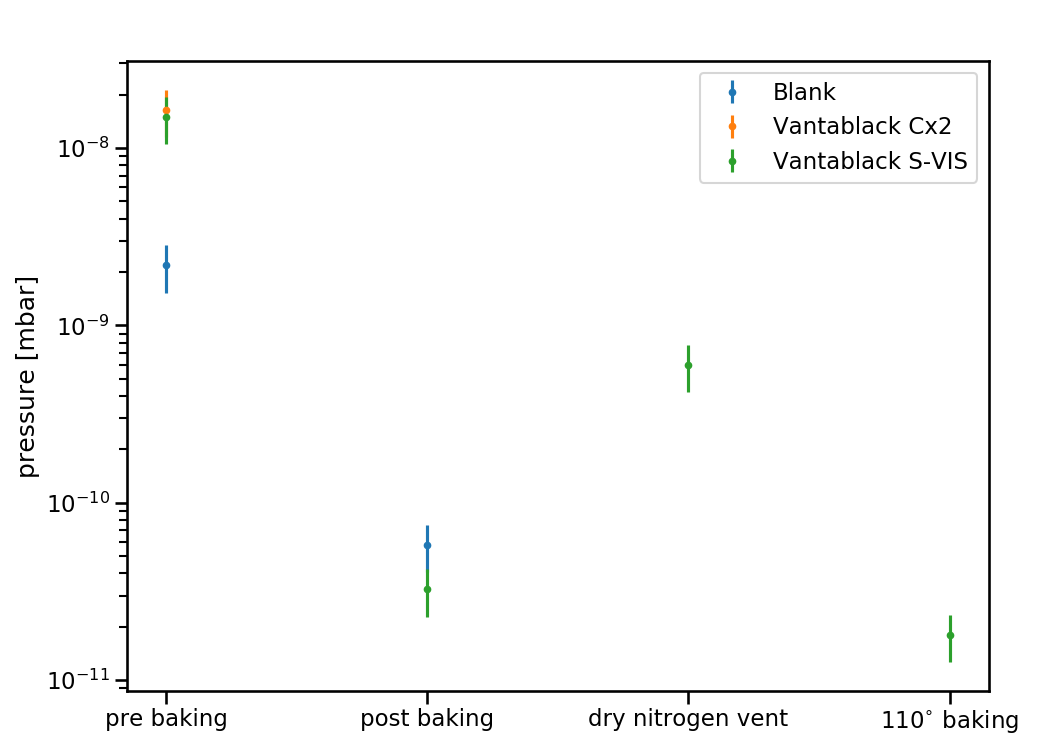 Blank
Vantablack Cx2
Vantablack S-VIS
pressure [mbar]
10⁻⁸
10⁻⁹
10⁻¹⁰
10⁻¹¹
pre baking
post baking
dry nitrogen vent
110° baking